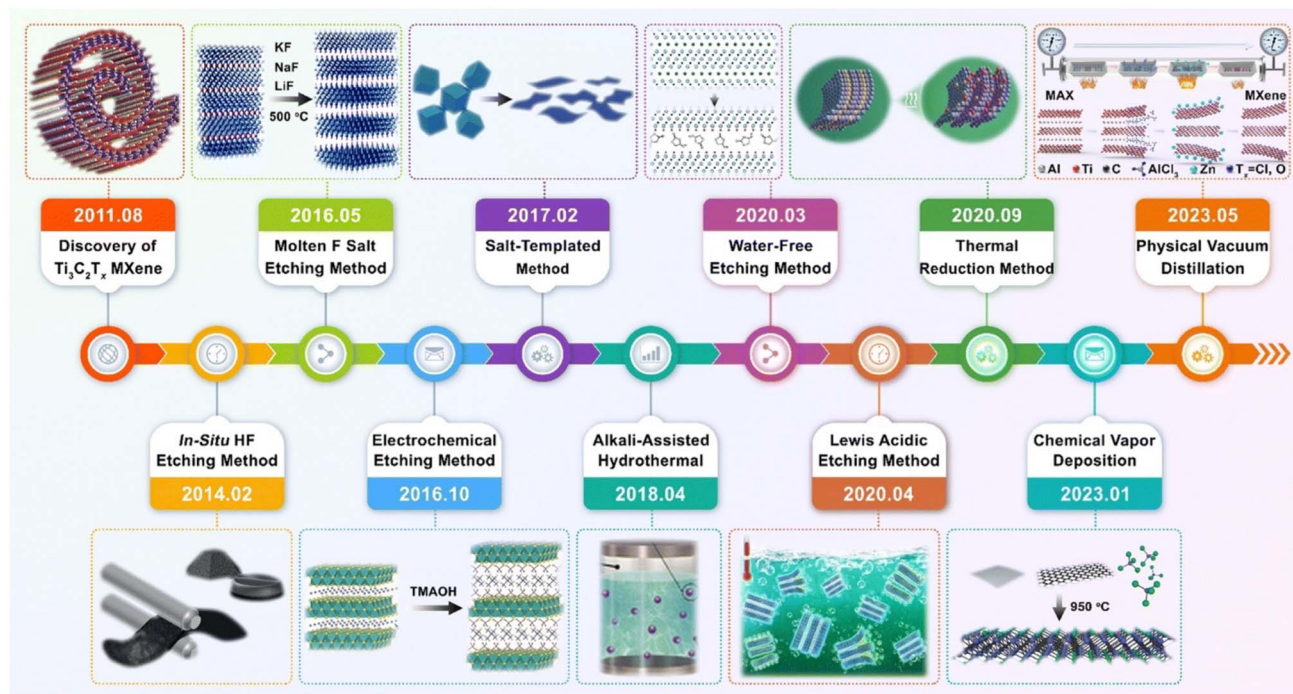 KF
NaF
LiF
500 °C
MAX
MXene
Al Ti C AlCl₃ Zn Tₓ=Cl, O
2011.08
Discovery of
Ti₃C₂Tₓ MXene
2016.05
Molten F Salt
Etching Method
2017.02
Salt-Templated
Method
2020.03
Water-Free
Etching Method
2020.09
Thermal
Reduction Method
2023.05
Physical Vacuum
Distillation
In-Situ HF
Etching Method
2014.02
Electrochemical
Etching Method
2016.10
Alkali-Assisted
Hydrothermal
2018.04
Lewis Acidic
Etching Method
2020.04
Chemical Vapor
Deposition
2023.01
TMAOH
950 °C